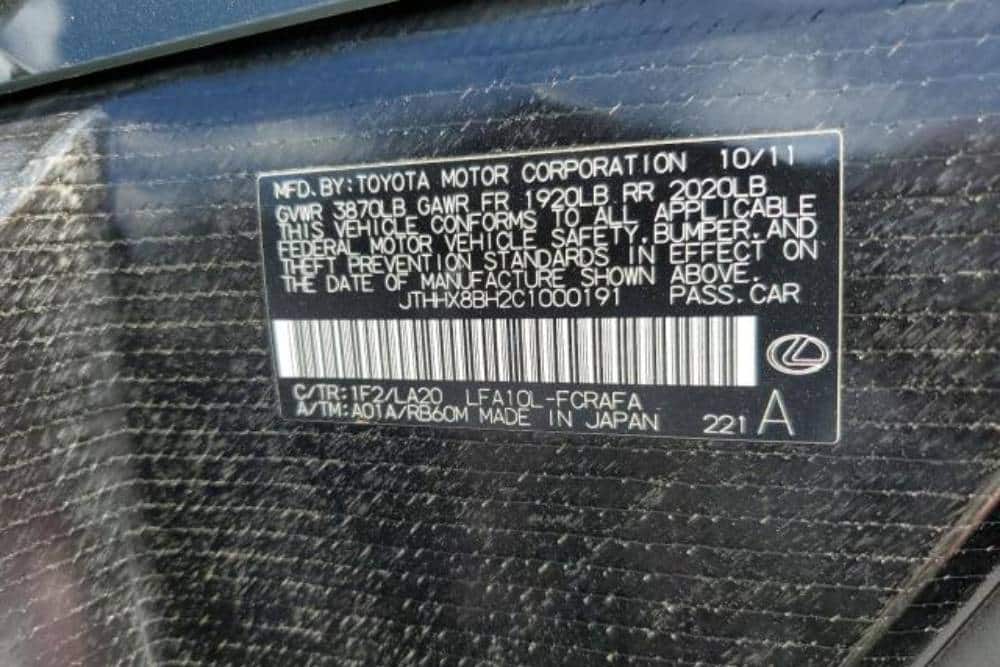 MFD. BY: TOYOTA MOTOR CORPORATION 10/11
GVWR 3870LB GAWR FR 1920LB RR 2020LB
THIS VEHICLE CONFORMS TO ALL APPLICABLE
FEDERAL MOTOR VEHICLE SAFETY, BUMPER, AND
THEFT PREVENTION STANDARDS IN EFFECT ON
THE DATE OF MANUFACTURE SHOWN ABOVE.
JTHHX8BH2C1000191 PASS. CAR
C/TR: 1F2/LA20 LFA10L-FCRAFA
A/TM: A01A/RB60M MADE IN JAPAN 221 A